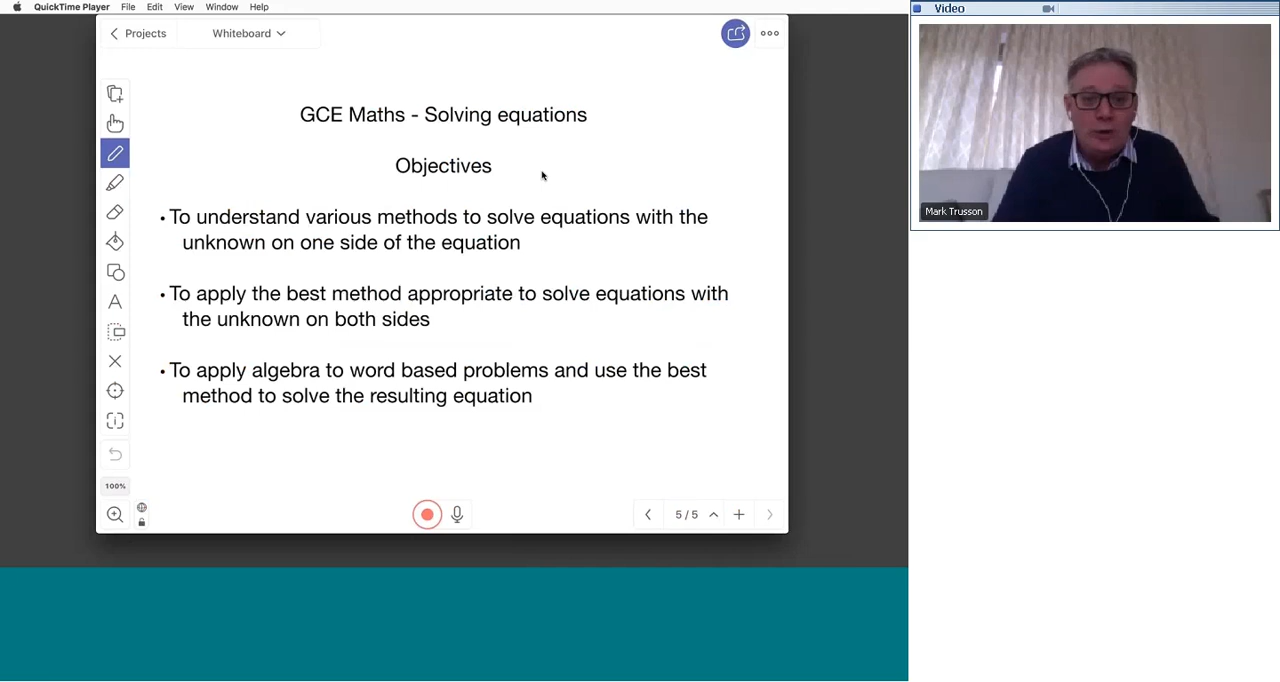 QuickTime Player File Edit View Window Help
Video
Projects
Whiteboard
GCE Maths - Solving equations
Objectives
• To understand various methods to solve equations with the
unknown on one side of the equation
• To apply the best method appropriate to solve equations with
the unknown on both sides
• To apply algebra to word based problems and use the best
method to solve the resulting equation
A
100%
5 / 5
Mark Trusson